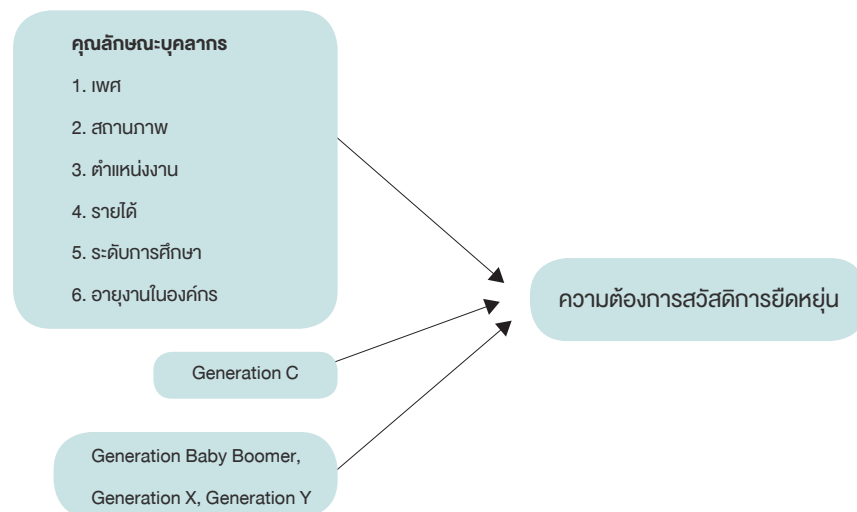 คุณลักษณะบุคลากร
1. เพศ
2. สถานภาพ
3. ตำแหน่งงาน
4. รายได้
5. ระดับการศึกษา
6. อายุงานในองค์กร
ความต้องการสวัสดิการยืดหยุ่น
Generation C
Generation Baby Boomer,
Generation X, Generation Y